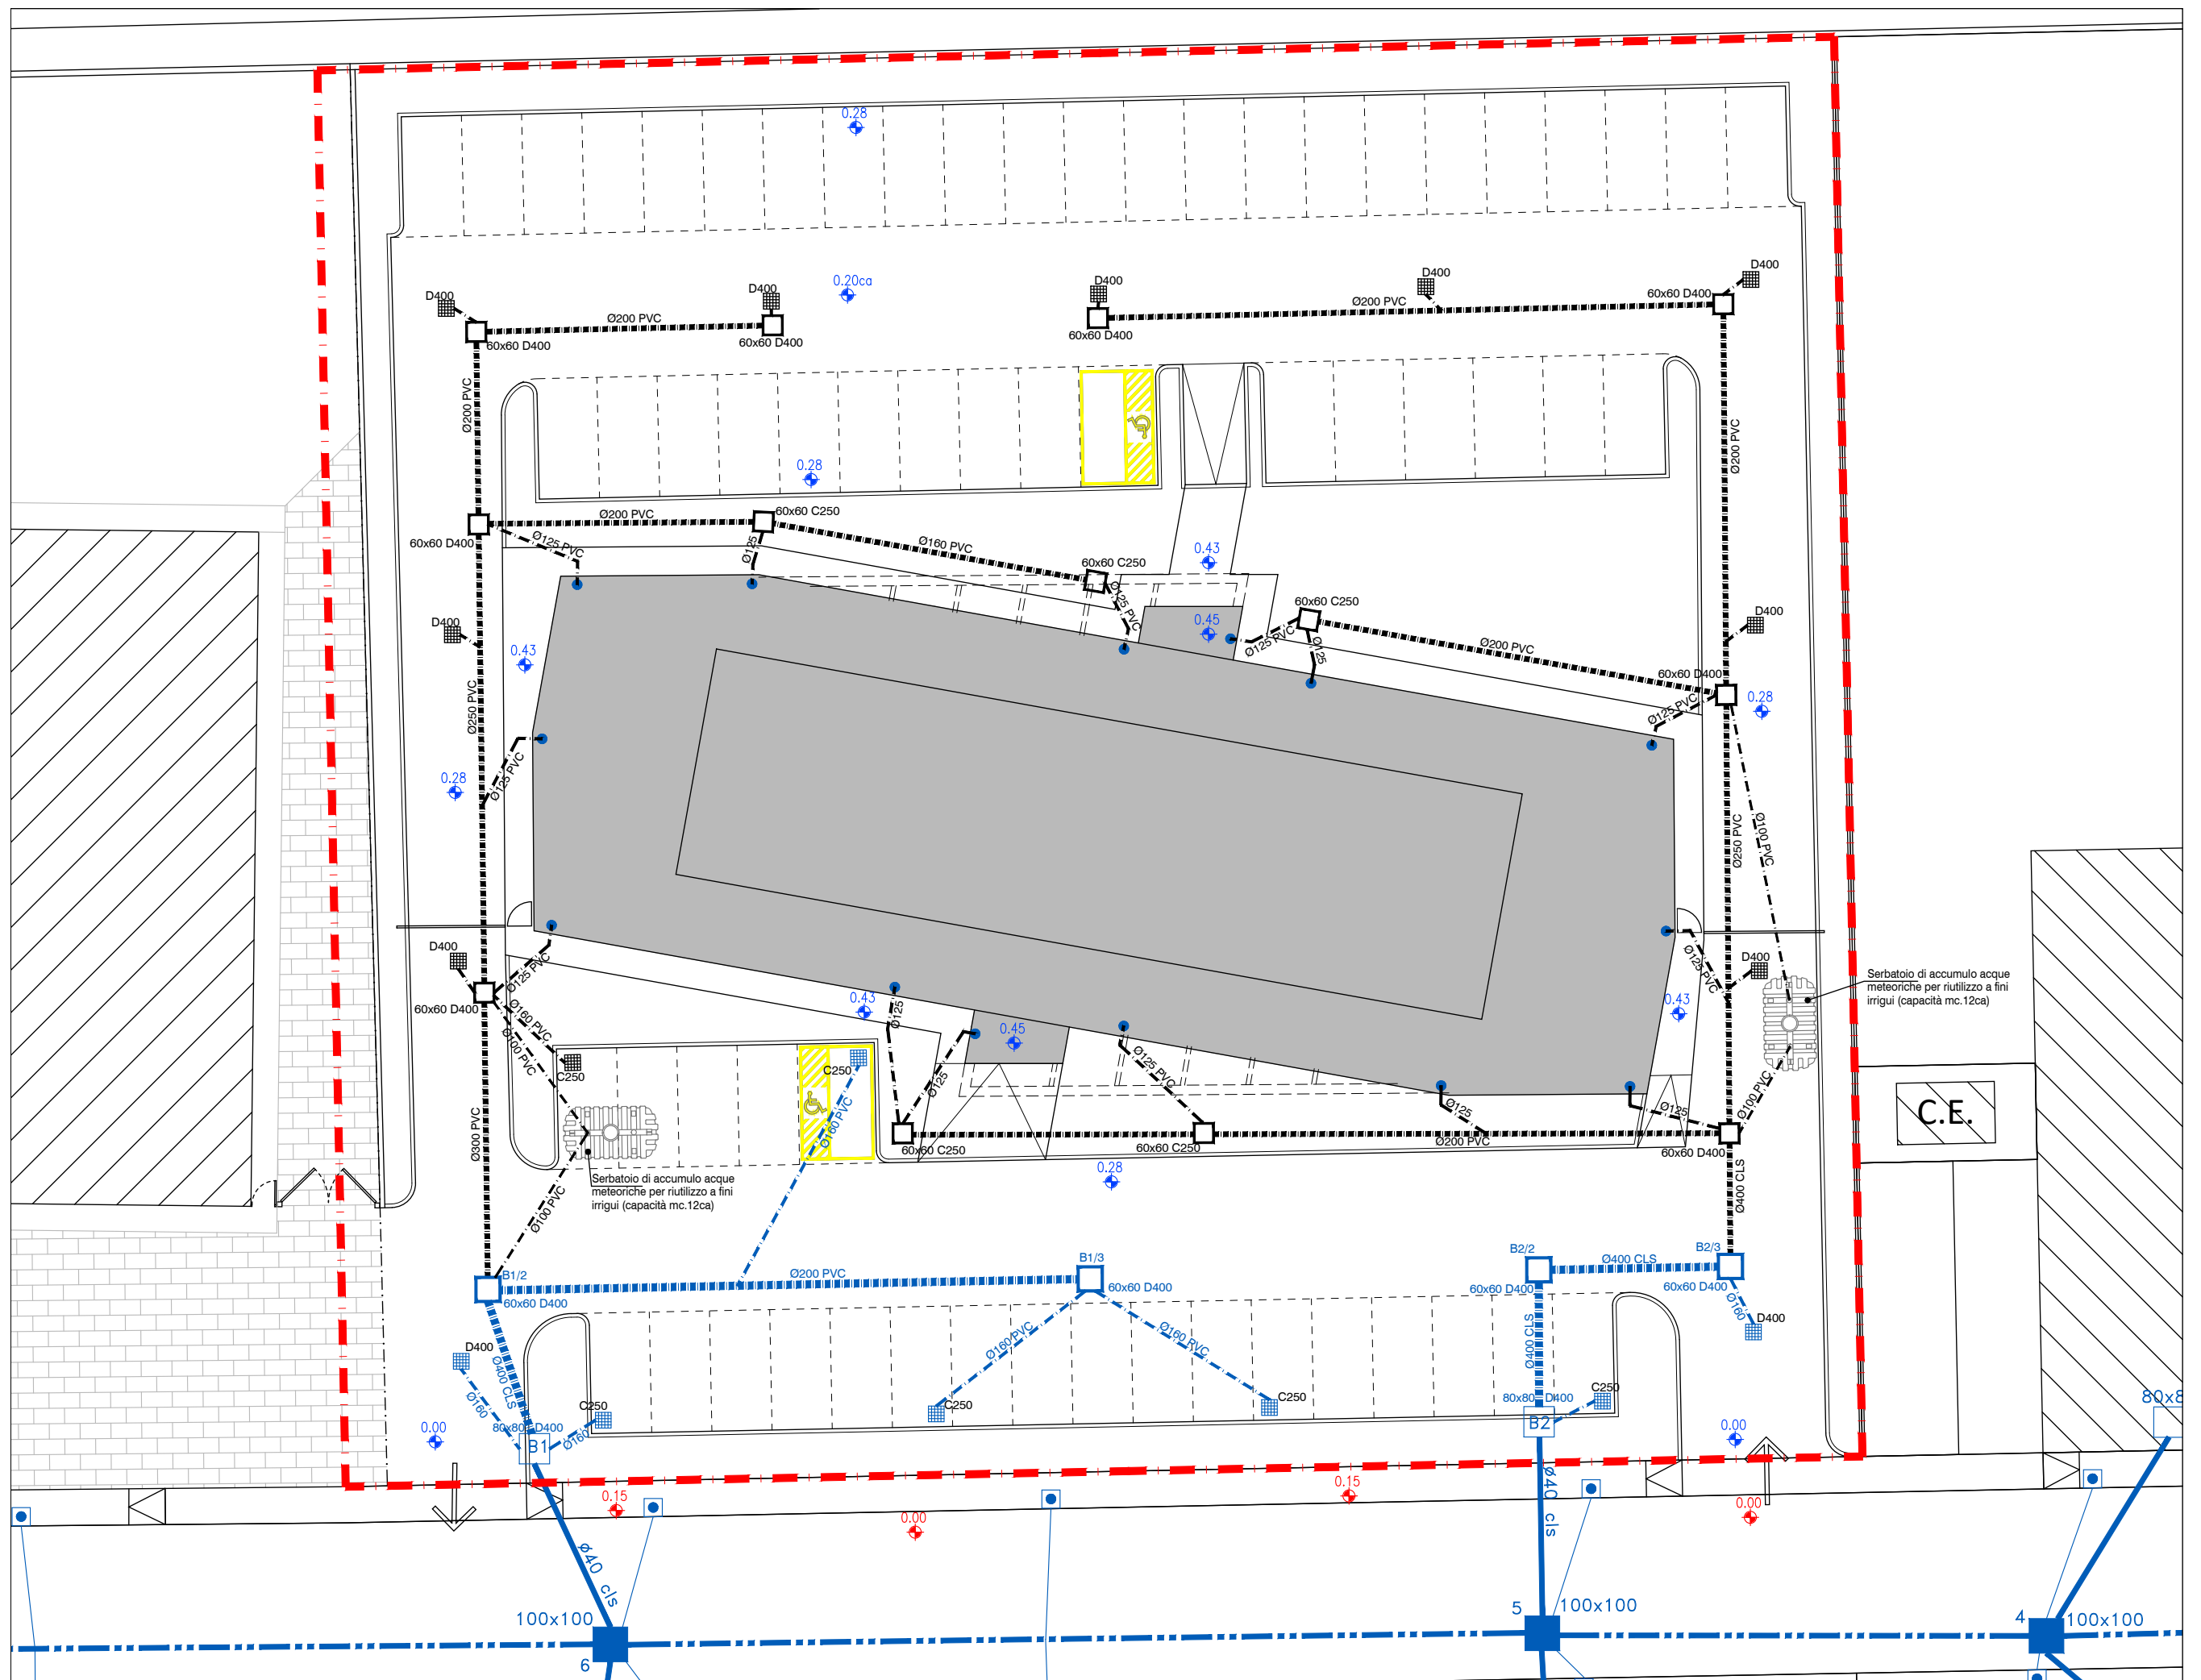 0.28
D400
D400
D400
D400
D400
0.20ca
60x60 D400
Ø200 PVC
Ø200 PVC
60x60 D400
60x60 D400
60x60 D400
Ø200 PVC
Ø200 PVC
0.28
60x60 C250
Ø200 PVC
60x60 D400
Ø125 PVC
Ø125
Ø160 PVC
0.43
60x60 C250
Ø125 PVC
60x60 C250
0.45
D400
D400
Ø125 PVC
Ø125
Ø200 PVC
0.43
60x60 D400
0.28
Ø250 PVC
Ø125 PVC
0.28
Ø125 PVC
Ø250 PVC
Ø100 PVC
D400
Ø125 PVC
60x60 D400
Ø160 PVC
Ø100 PVC
0.43
Ø125
0.45
Ø125 PVC
D400
0.43
Serbatoio di accumulo acque
meteoriche per riutilizzo a fini
irrigui (capacità mc.12ca)
C250
C250
Ø125
Ø125 PVC
Ø125
Ø125
Ø100 PVC
C.E.
Ø300 PVC
Ø160 PVC
60x60 C250
60x60 C250
Ø200 PVC
60x60 D400
0.28
Serbatoio di accumulo acque
meteoriche per riutilizzo a fini
irrigui (capacità mc.12ca)
Ø100 PVC
Ø400 CLS
B1/2
60x60 D400
Ø200 PVC
B1/3
60x60 D400
B2/2
Ø400 CLS
B2/3
60x60 D400
60x60 D400
Ø160
D400
D400
Ø400 CLS
Ø160
Ø160 PVC
Ø160 PVC
Ø400 CLS
C250
C250
C250
C250
80x80 D400
B1
Ø160
80x80 D400
B2
80x8
0.00
0.00
0.15
0.15
0.00
0.00
ø40 cls
ø40 cls
100x100
6
5
100x100
4
100x100